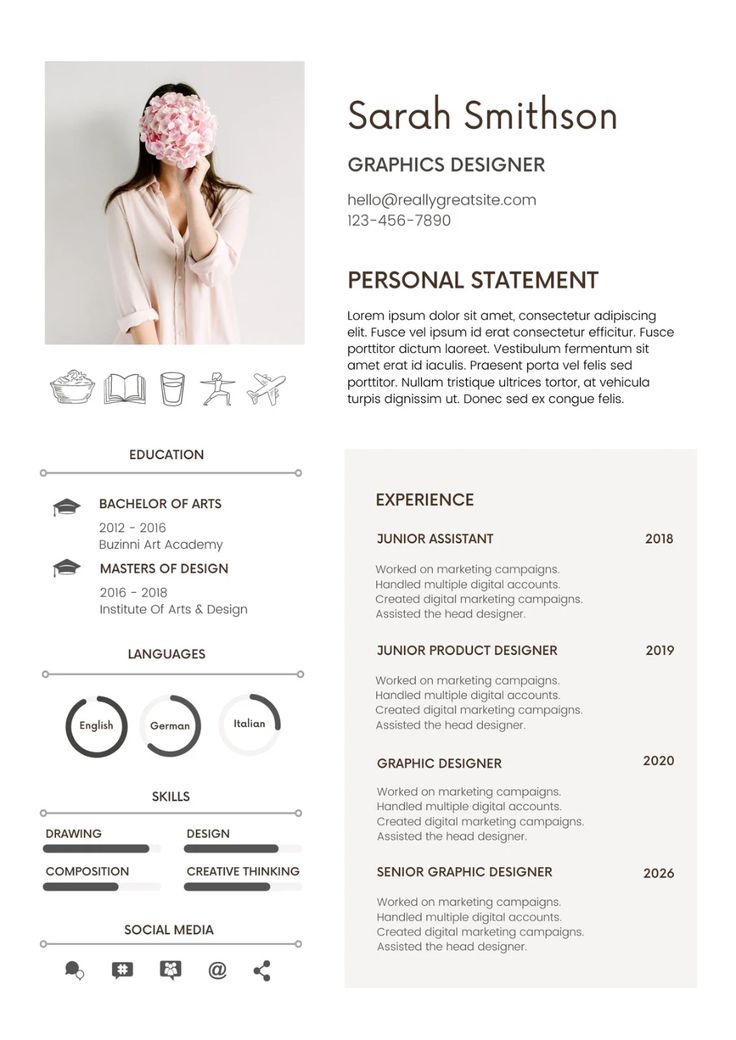 Sarah Smithson
GRAPHICS DESIGNER
hello@reallygreatsite.com
123-456-7890
PERSONAL STATEMENT
Lorem ipsum dolor sit amet, consectetur adipiscing
elit. Fusce vel ipsum id erat consectetur efficitur. Fusce
porttitor dictum laoreet. Vestibulum fermentum sit
amet erat id iaculis. Praesent porta vel felis sed
porttitor. Nullam tristique ultrices tortor, at vehicula
turpis dignissim ut. Donec sed ex congue felis.
EDUCATION
BACHELOR OF ARTS
2012 - 2016
Buzinni Art Academy
MASTERS OF DESIGN
2016 - 2018
Institute Of Arts & Design
LANGUAGES
English German Italian
SKILLS
DRAWING DESIGN
COMPOSITION CREATIVE THINKING
SOCIAL MEDIA
EXPERIENCE
JUNIOR ASSISTANT 2018
Worked on marketing campaigns.
Handled multiple digital accounts.
Created digital marketing campaigns.
Assisted the head designer.
JUNIOR PRODUCT DESIGNER 2019
Worked on marketing campaigns.
Handled multiple digital accounts.
Created digital marketing campaigns.
Assisted the head designer.
GRAPHIC DESIGNER 2020
Worked on marketing campaigns.
Handled multiple digital accounts.
Created digital marketing campaigns.
Assisted the head designer.
SENIOR GRAPHIC DESIGNER 2026
Worked on marketing campaigns.
Handled multiple digital accounts.
Created digital marketing campaigns.
Assisted the head designer.